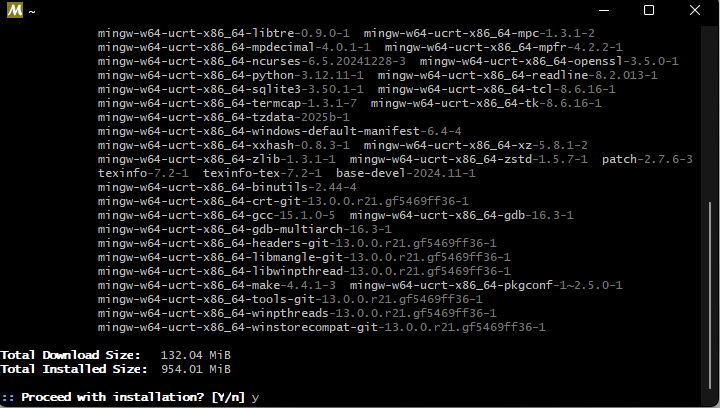 M ~
mingw-w64-ucrt-x86_64-libtre-0.9.0-1 mingw-w64-ucrt-x86_64-mpc-1.3.1-2
mingw-w64-ucrt-x86_64-mpdecimal-4.0.1-1 mingw-w64-ucrt-x86_64-mpfr-4.2.2-1
mingw-w64-ucrt-x86_64-ncurses-6.5.20241228-3 mingw-w64-ucrt-x86_64-openssl-3.5.0-1
mingw-w64-ucrt-x86_64-python-3.12.11-1 mingw-w64-ucrt-x86_64-readline-8.2.013-1
mingw-w64-ucrt-x86_64-sqlite3-3.50.1-1 mingw-w64-ucrt-x86_64-tcl-8.6.16-1
mingw-w64-ucrt-x86_64-termcap-1.3.1-7 mingw-w64-ucrt-x86_64-tk-8.6.16-1
mingw-w64-ucrt-x86_64-tzdata-2025b-1
mingw-w64-ucrt-x86_64-windows-default-manifest-6.4-4
mingw-w64-ucrt-x86_64-xxhash-0.8.3-1 mingw-w64-ucrt-x86_64-xz-5.8.1-2
mingw-w64-ucrt-x86_64-zlib-1.3.1-1 mingw-w64-ucrt-x86_64-zstd-1.5.7-1 patch-2.7.6-3
texinfo-7.2-1 texinfo-tex-7.2-1 base-devel-2024.11-1
mingw-w64-ucrt-x86_64-binutils-2.44-4
mingw-w64-ucrt-x86_64-crt-git-13.0.0.r21.gf5469ff36-1
mingw-w64-ucrt-x86_64-gcc-15.1.0-5 mingw-w64-ucrt-x86_64-gdb-16.3-1
mingw-w64-ucrt-x86_64-gdb-multiarch-16.3-1
mingw-w64-ucrt-x86_64-headers-git-13.0.0.r21.gf5469ff36-1
mingw-w64-ucrt-x86_64-libmangle-git-13.0.0.r21.gf5469ff36-1
mingw-w64-ucrt-x86_64-libwinpthread-13.0.0.r21.gf5469ff36-1
mingw-w64-ucrt-x86_64-make-4.4.1-3 mingw-w64-ucrt-x86_64-pkgconf-1~2.5.0-1
mingw-w64-ucrt-x86_64-tools-git-13.0.0.r21.gf5469ff36-1
mingw-w64-ucrt-x86_64-winpthreads-13.0.0.r21.gf5469ff36-1
mingw-w64-ucrt-x86_64-winstorecompat-git-13.0.0.r21.gf5469ff36-1
Total Download Size: 132.04 MiB
Total Installed Size: 954.01 MiB
:: Proceed with installation? [Y/n] y